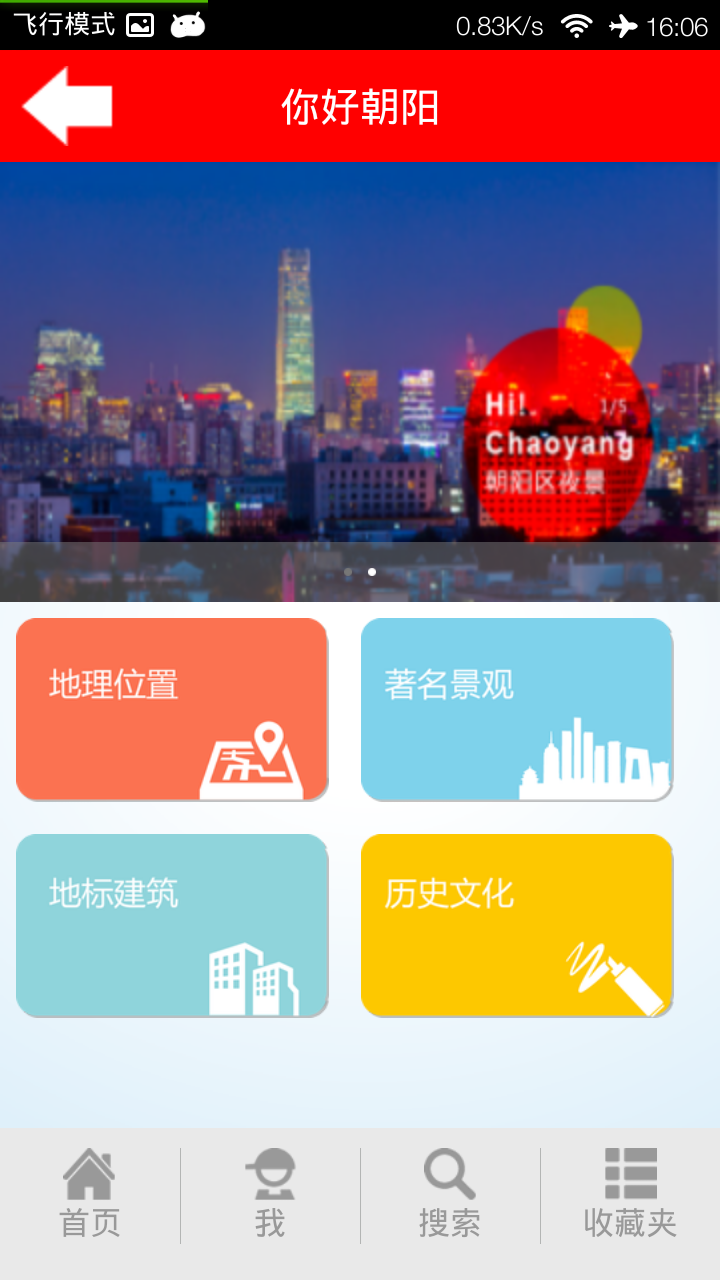 飞行模式 0.83K/s 16:06
你好朝阳
Hi!. 1/5
Chaoyang
朝阳区夜景
地理位置 著名景观
地标建筑 历史文化
首页 我 搜索 收藏夹